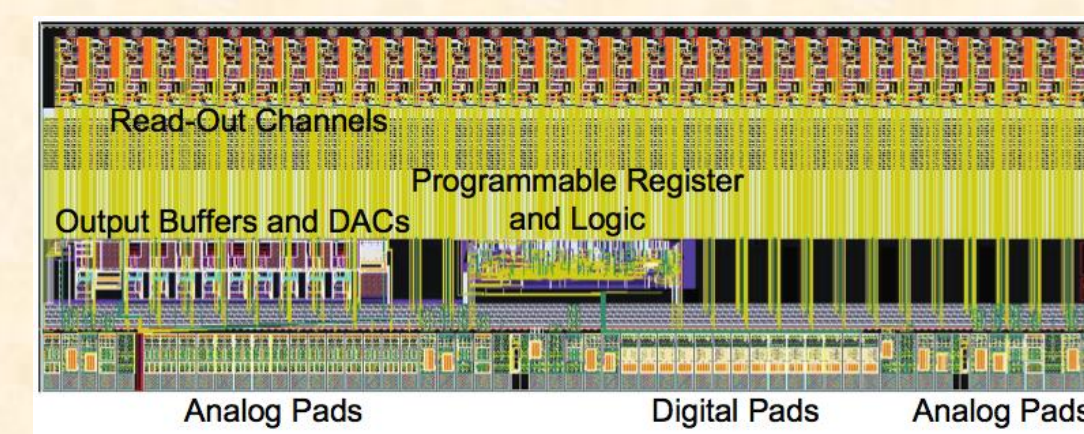 Read-Out Channels
Programmable Register
and Logic
Output Buffers and DACs
Analog Pads
Digital Pads
Analog Pads